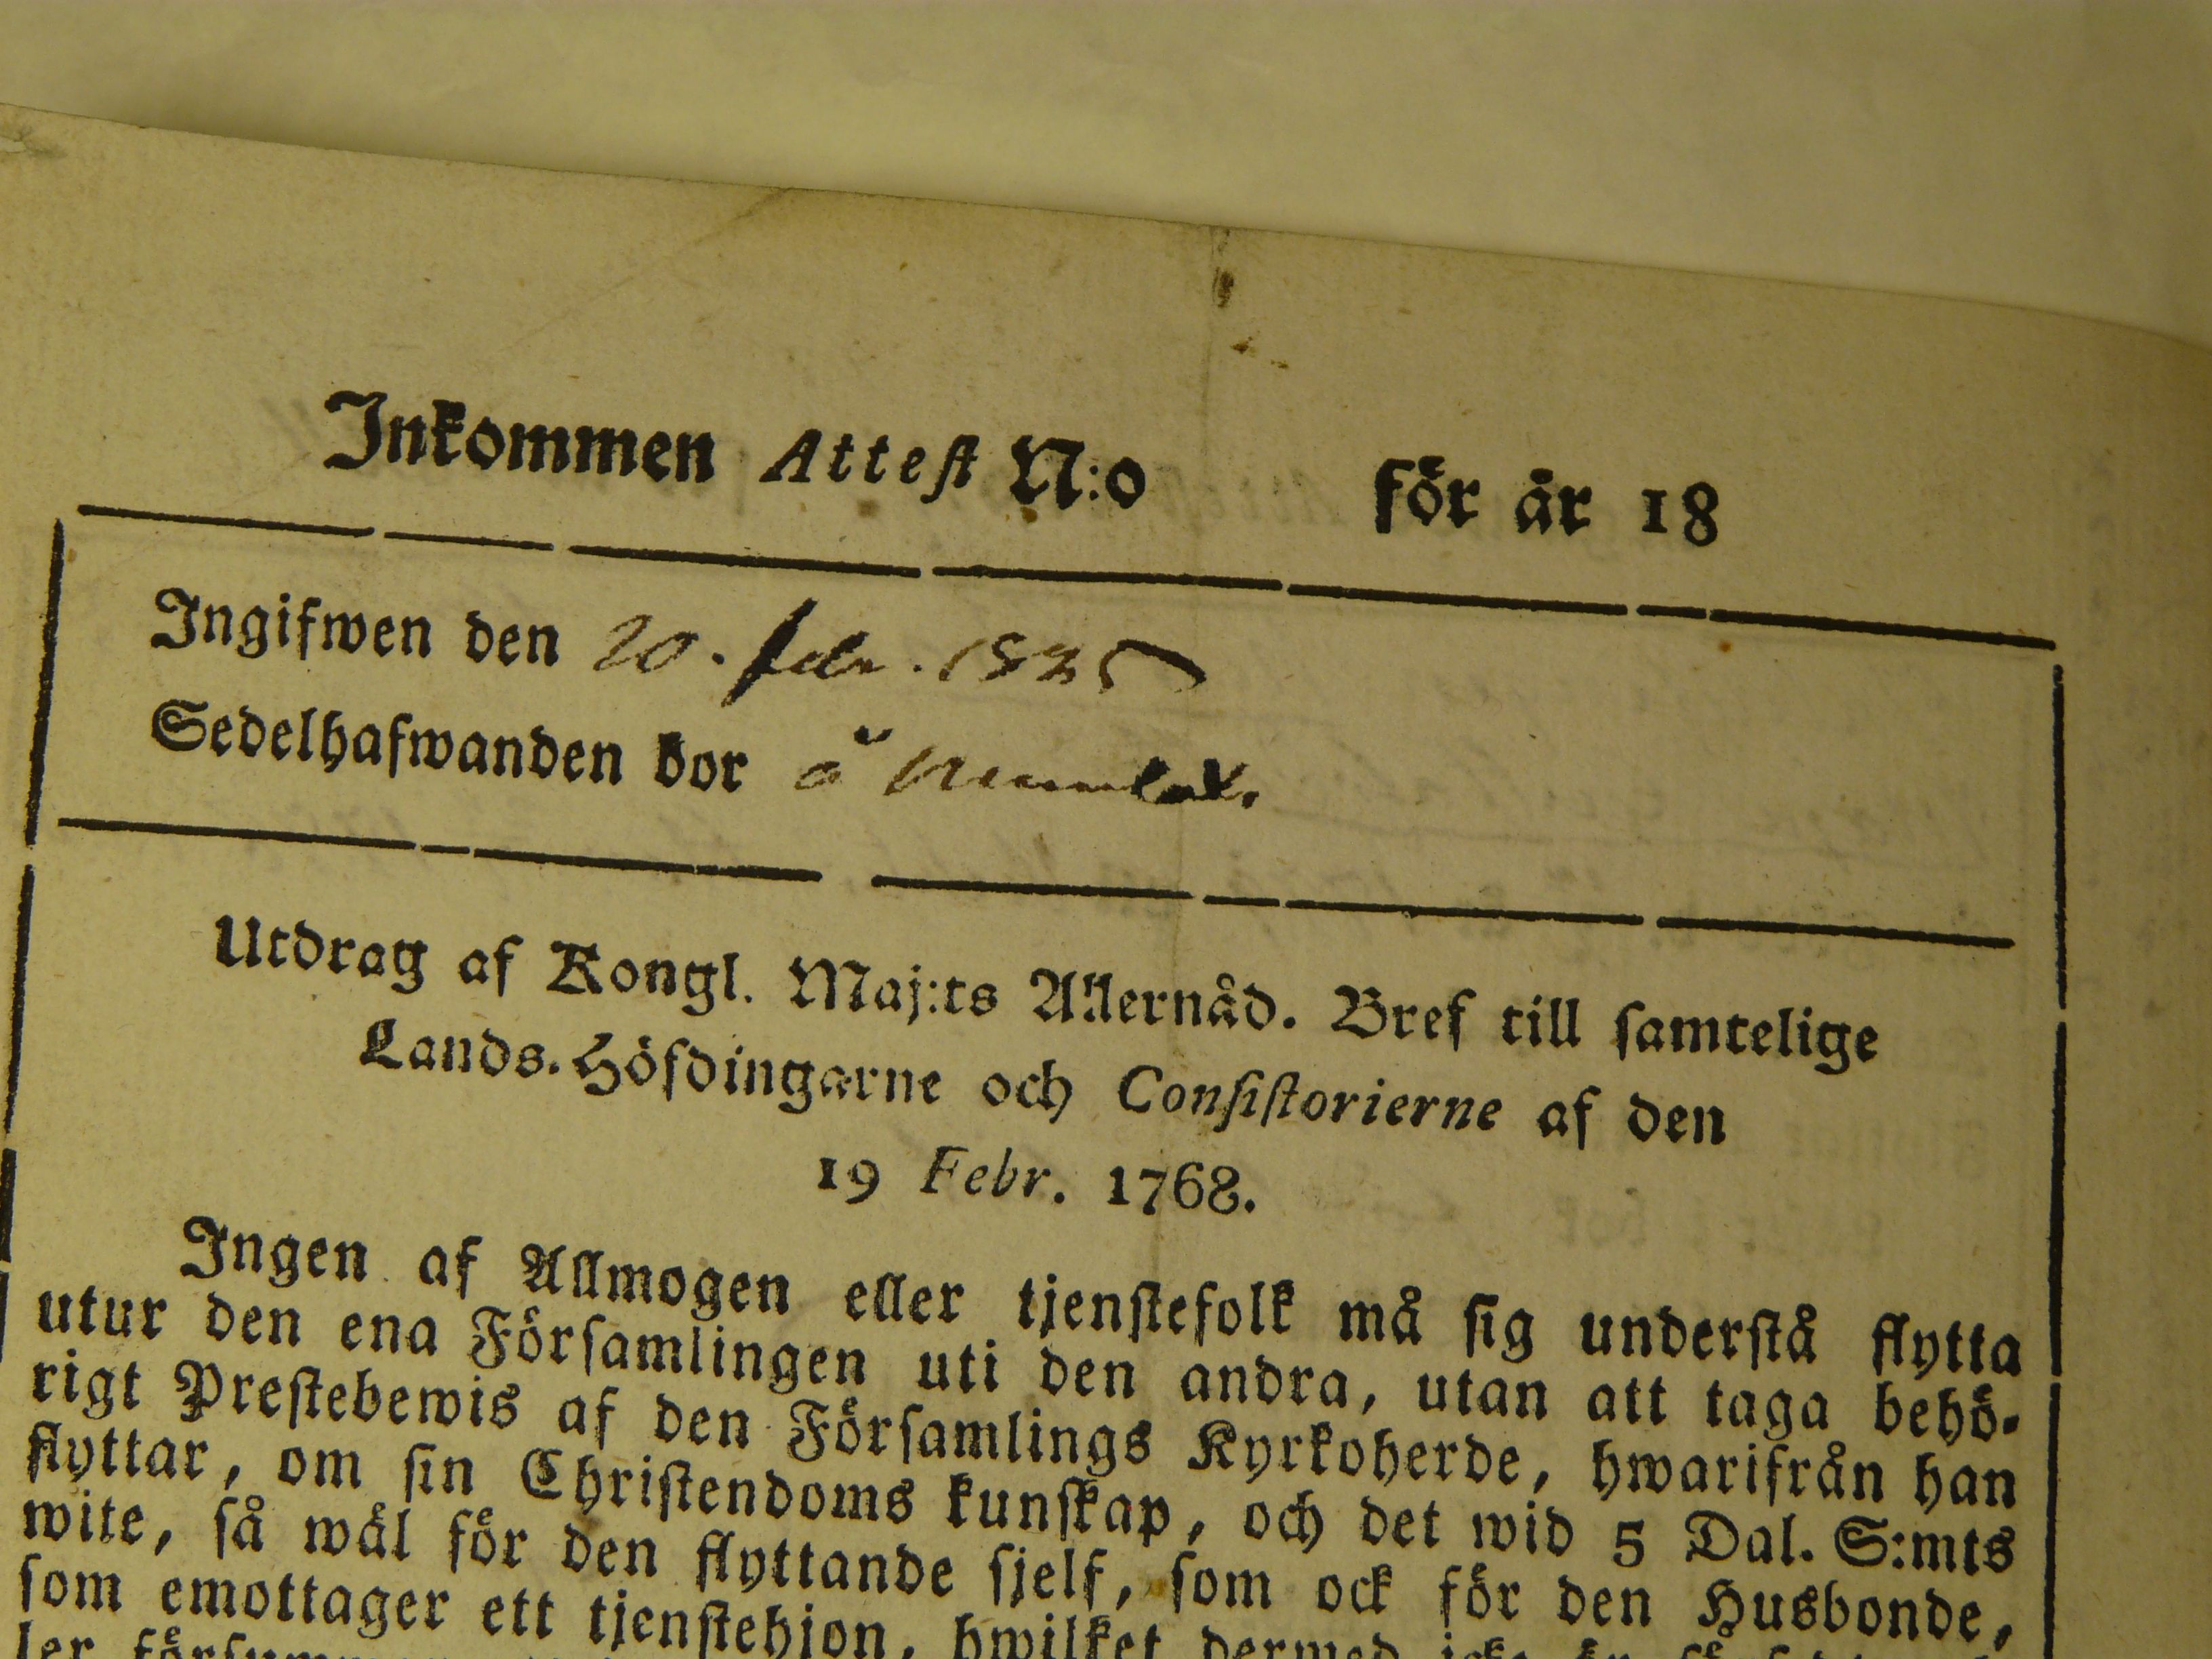 Inkommen Attest N:o för år 18
Ingifwen den 20. febr. 1835
Sedelhafwanden bor å
Utdrag af Kongl. Maj:ts Allernåd. Bref till samtelige
Lands-Höfdingarne och Consistorierne af den
19 Febr. 1768.
Ingen af Allmogen eller tjenstefolk må sig understå flytta
utur den ena Församlingen uti den andra, utan att taga behö-
rigt Prestebewis af den Församlings Kyrkoherde, hwarifrån han
flyttar, om sin Christendoms kunskap, och det wid 5 Dal. S:mts
wite, så wäl för den flyttande sjelf, som ock för den Husbonde,
som emottager ett tjenstehjon, hwilket dermed icke är